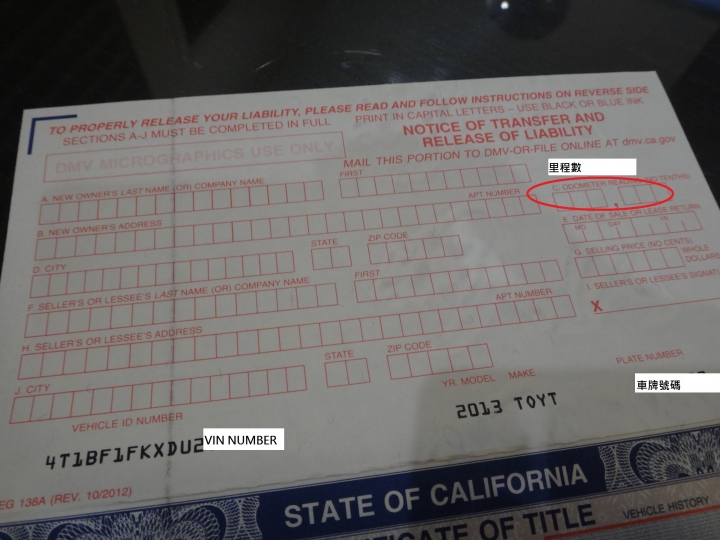 TO PROPERLY RELEASE YOUR LIABILITY, PLEASE READ AND FOLLOW INSTRUCTIONS ON REVERSE SIDE
SECTIONS A-J MUST BE COMPLETED IN FULL PRINT IN CAPITAL LETTERS – USE BLACK OR BLUE INK
DMV MICROGRAPHICS USE ONLY
NOTICE OF TRANSFER AND
RELEASE OF LIABILITY
MAIL THIS PORTION TO DMV-OR-FILE ONLINE AT dmv.ca.gov
里程數
A. NEW OWNER'S LAST NAME (OR) COMPANY NAME FIRST
C. ODOMETER READING (NO TENTHS)
B. NEW OWNER'S ADDRESS APT NUMBER
E. DATE OF SALE OR LEASE RETURN
MO. DAY YR.
D. CITY STATE ZIP CODE
G. SELLING PRICE (NO CENTS)
WHOLE
DOLLARS
F. SELLER'S OR LESSEE'S LAST NAME (OR) COMPANY NAME FIRST
I. SELLER'S OR LESSEE'S
X
H. SELLER'S OR LESSEE'S ADDRESS APT NUMBER
J. CITY STATE ZIP CODE
VEHICLE ID NUMBER YR. MODEL MAKE PLATE NUMBER
車牌號碼
4T1BF1FKXDU2 VIN NUMBER 2013 TOYT
REG 138A (REV. 10/2012)
STATE OF CALIFORNIA
CERTIFICATE OF TITLE
VEHICLE HISTORY